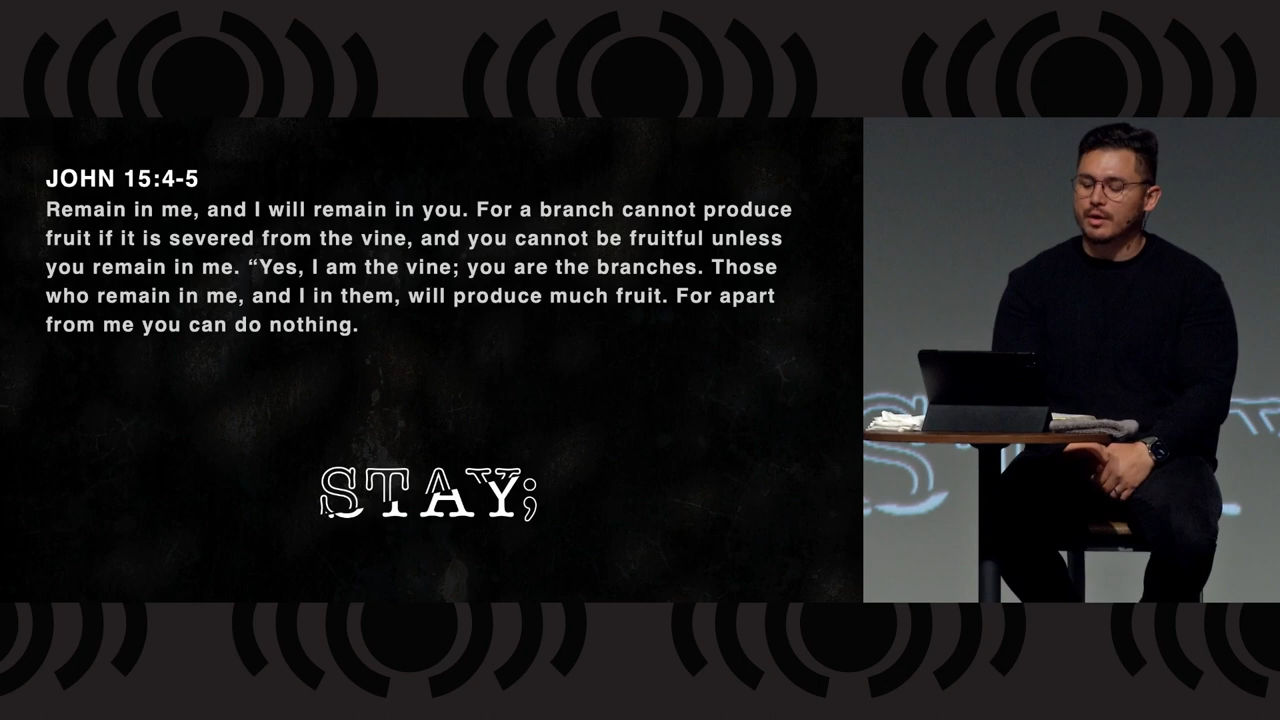 JOHN 15:4-5
Remain in me, and I will remain in you. For a branch cannot produce
fruit if it is severed from the vine, and you cannot be fruitful unless
you remain in me. “Yes, I am the vine; you are the branches. Those
who remain in me, and I in them, will produce much fruit. For apart
from me you can do nothing.
STAY;